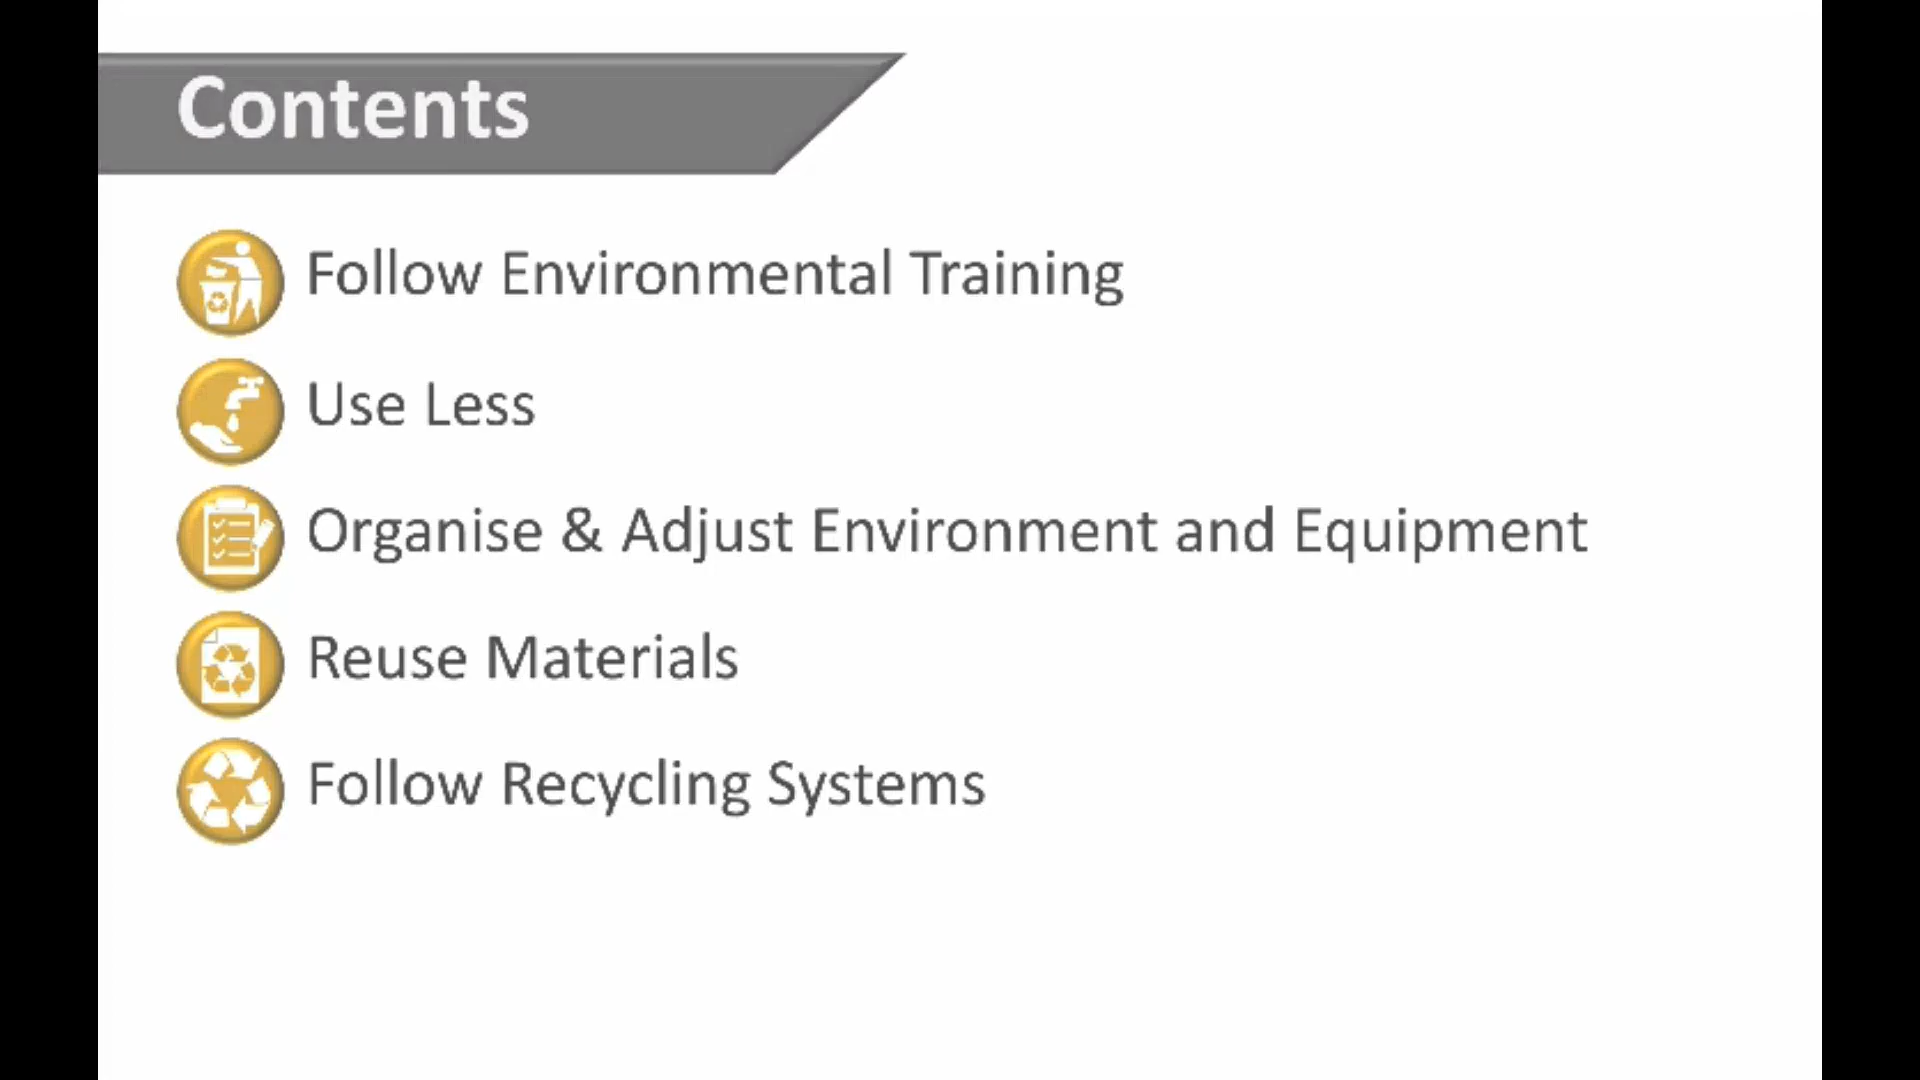 Contents
Follow Environmental Training
Use Less
Organise & Adjust Environment and Equipment
Reuse Materials
Follow Recycling Systems